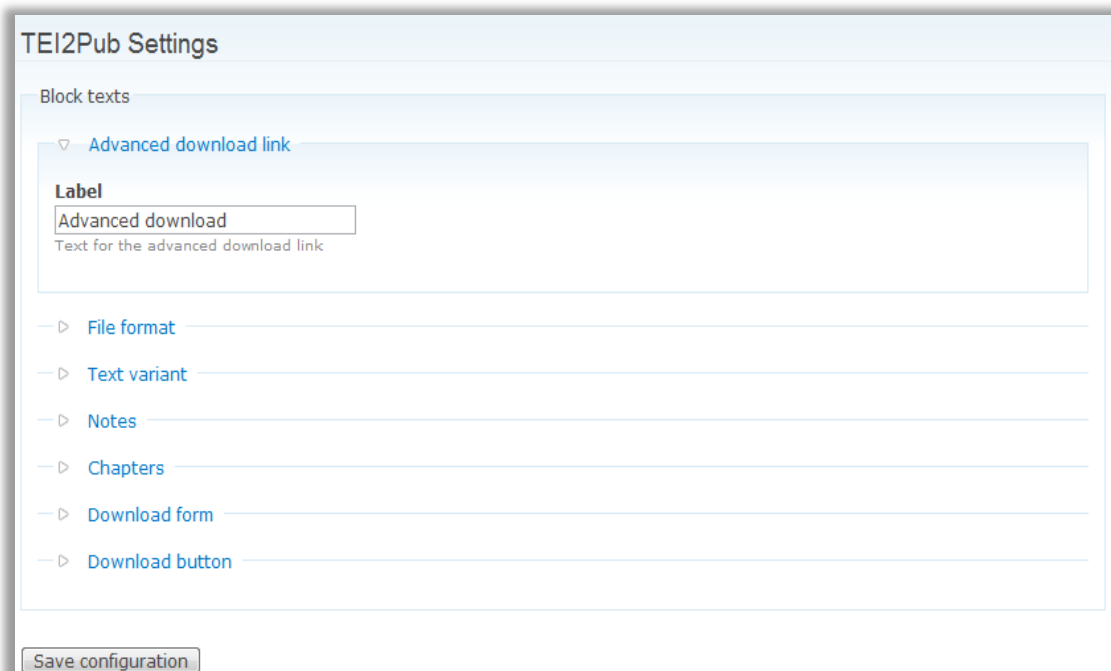 TEI2Pub Settings
Block texts
Advanced download link
Label
Advanced download
Text for the advanced download link
File format
Text variant
Notes
Chapters
Download form
Download button
Save configuration